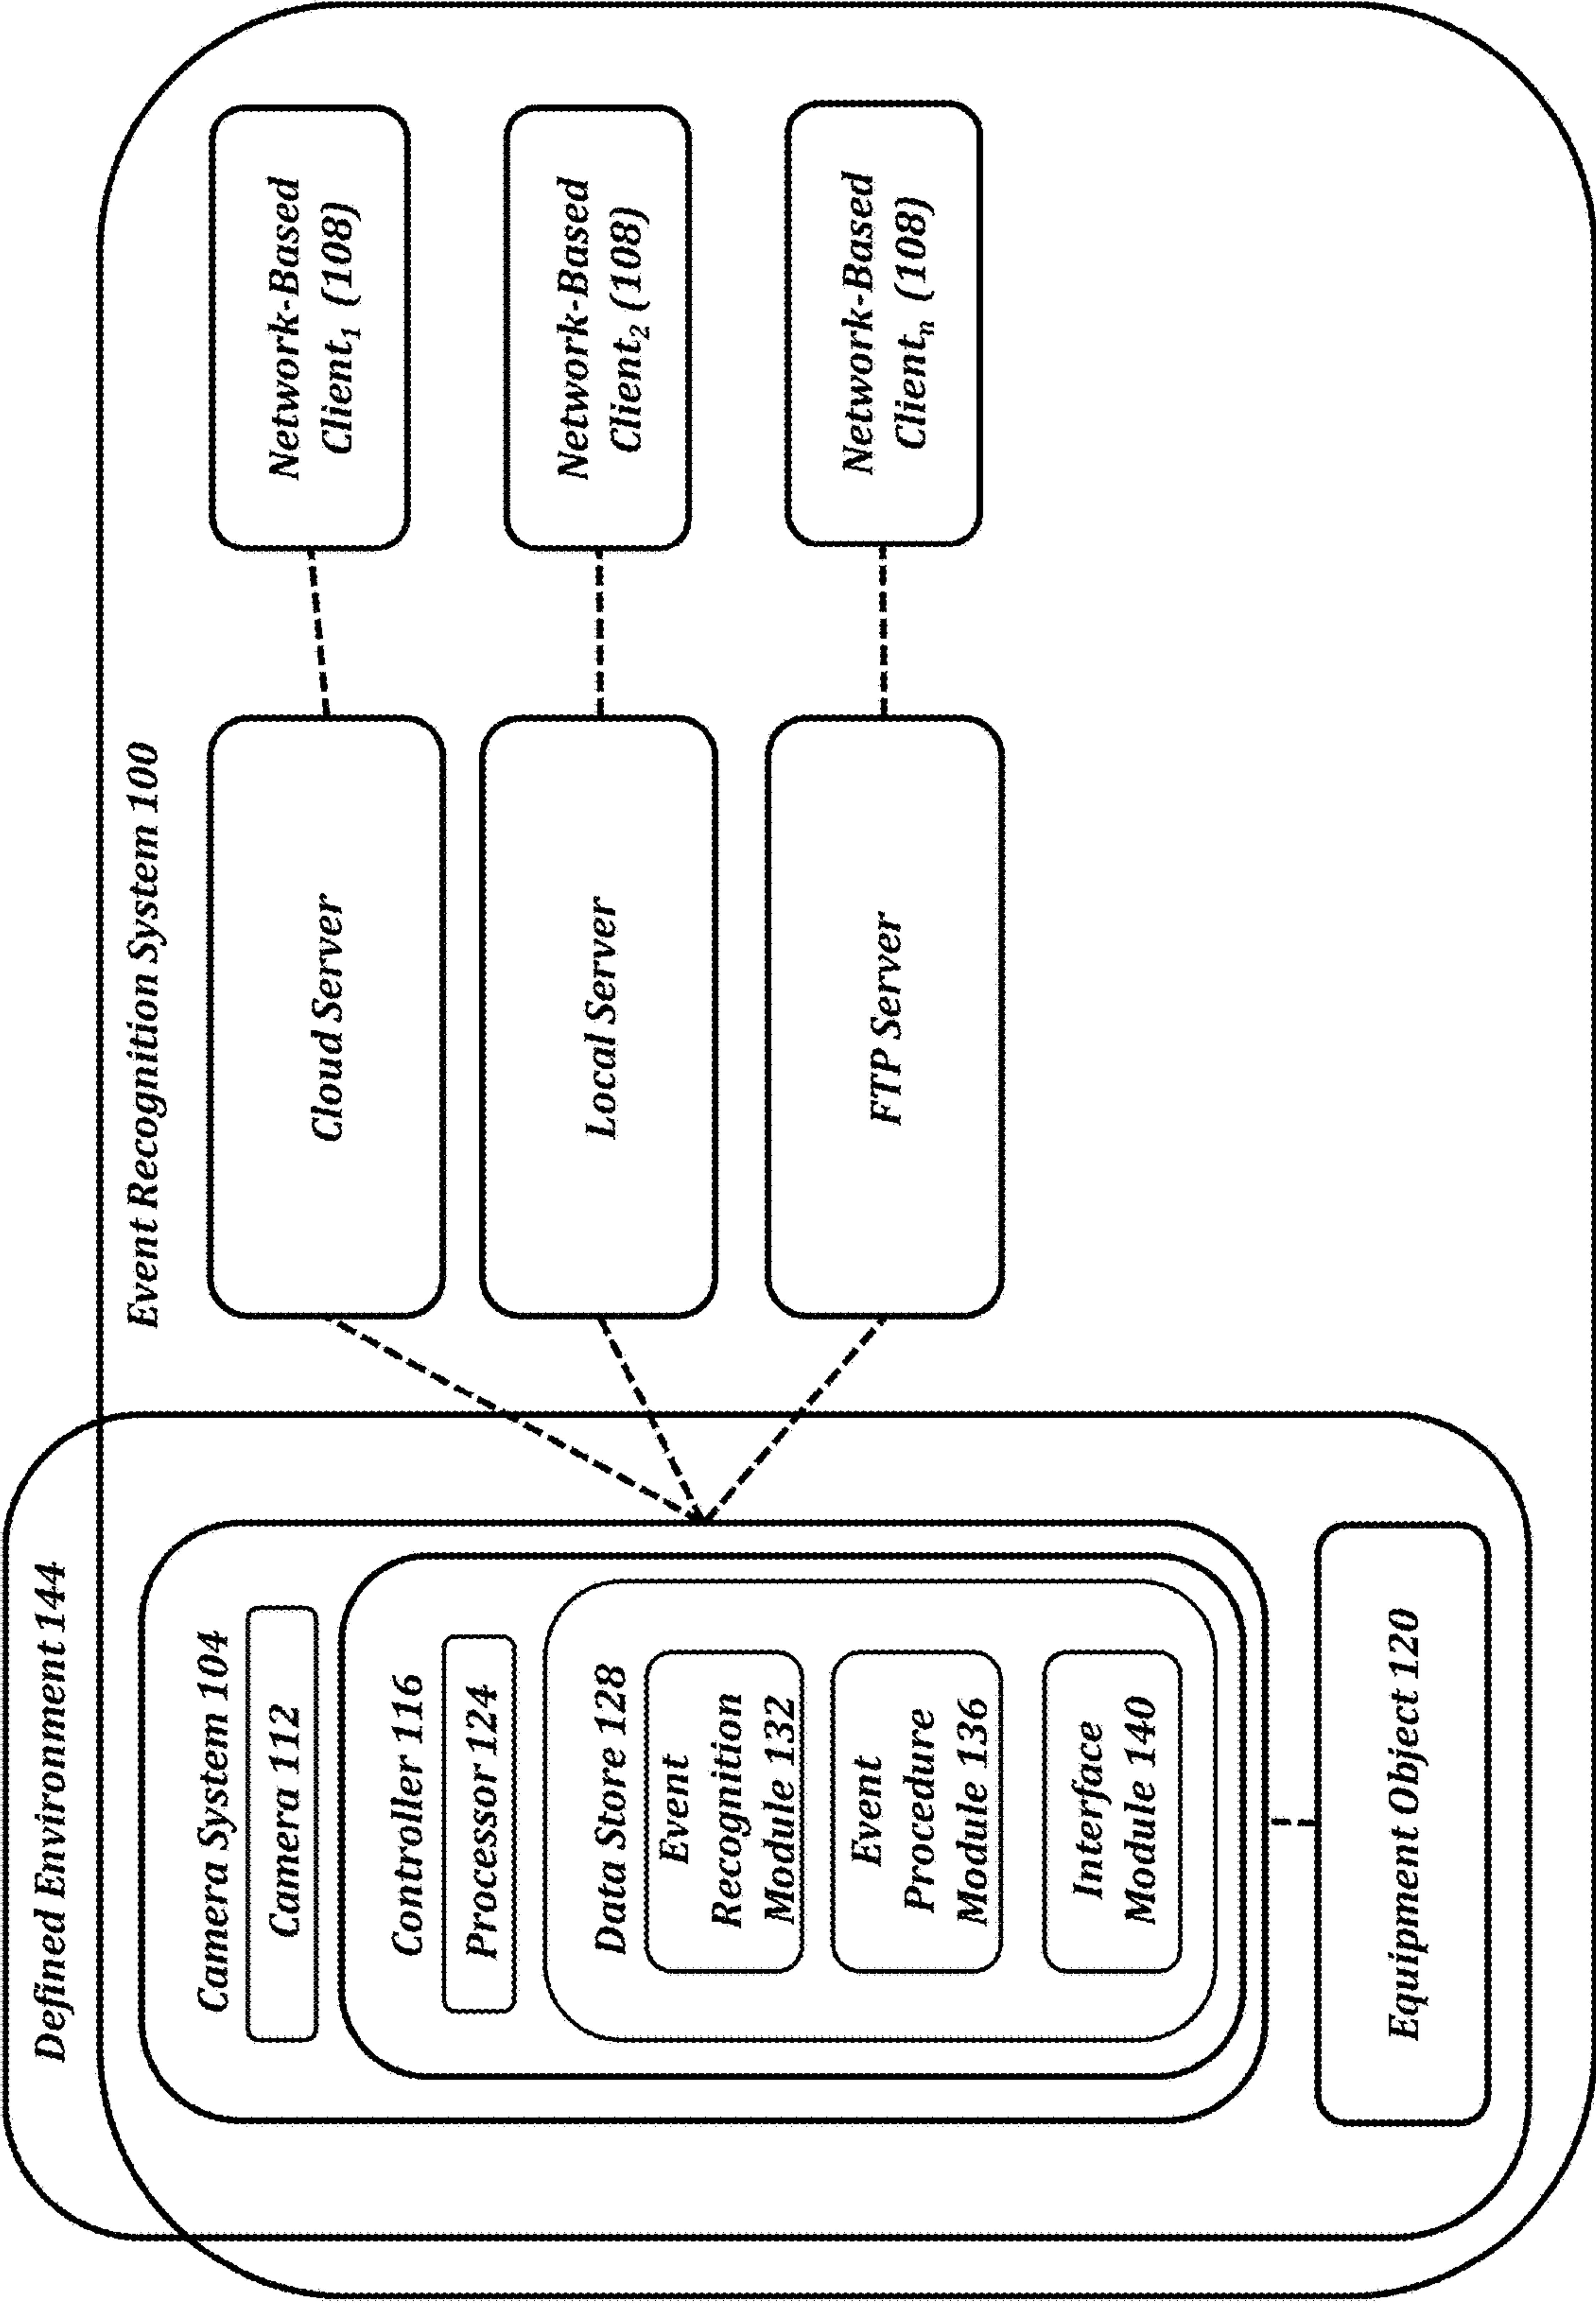 Defined Environment 144
Event Recognition System 100
Camera System 104
Camera 112
Controller 116
Processor 124
Data Store 128
Event
Recognition
Module 132
Event
Procedure
Module 136
Interface
Module 140
Equipment Object 120
Cloud Server
Local Server
FTP Server
Network-Based
Client₁ (108)
Network-Based
Client₂ (108)
Network-Based
Clientₙ (108)